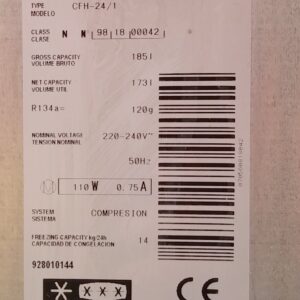 TYPE CFH-24/1
MODELO
CLASS N N 98 18 00042
CLASE
GROSS CAPACITY 185l
VOLUME BRUTO
NET CAPACITY 173l
VOLUME UTIL
R134a= 120g
NOMINAL VOLTAGE 220-240V~
TENSION NOMINAL
50Hz
110 W 0.75 A
SYSTEM COMPRESION
SISTEMA
FREEZING CAPACITY kg/24h 14
CAPACIDAD DE CONGELACION
928010144
CE